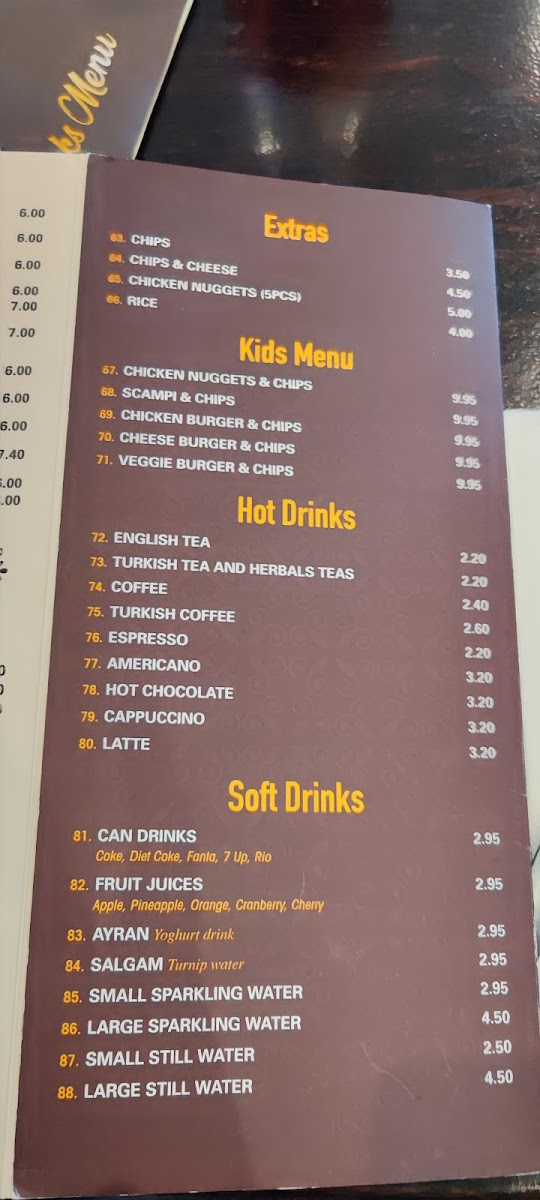 Menu
6.00
6.00
6.00
6.00
7.00
7.00
6.00
6.00
6.00
7.40
Extras
63. CHIPS 3.50
64. CHIPS & CHEESE 4.50
65. CHICKEN NUGGETS (5PCS) 5.00
66. RICE 4.00
Kids Menu
67. CHICKEN NUGGETS & CHIPS 9.95
68. SCAMPI & CHIPS 9.95
69. CHICKEN BURGER & CHIPS 9.95
70. CHEESE BURGER & CHIPS 9.95
71. VEGGIE BURGER & CHIPS 9.95
Hot Drinks
72. ENGLISH TEA 2.20
73. TURKISH TEA AND HERBALS TEAS 2.20
74. COFFEE 2.40
75. TURKISH COFFEE 2.60
76. ESPRESSO 2.20
77. AMERICANO 3.20
78. HOT CHOCOLATE 3.20
79. CAPPUCCINO 3.20
80. LATTE 3.20
Soft Drinks
81. CAN DRINKS 2.95
Coke, Diet Coke, Fanta, 7 Up, Rio
82. FRUIT JUICES 2.95
Apple, Pineapple, Orange, Cranberry, Cherry
83. AYRAN Yoghurt drink 2.95
84. SALGAM Turnip water 2.95
85. SMALL SPARKLING WATER 2.95
86. LARGE SPARKLING WATER 4.50
87. SMALL STILL WATER 2.50
88. LARGE STILL WATER 4.50